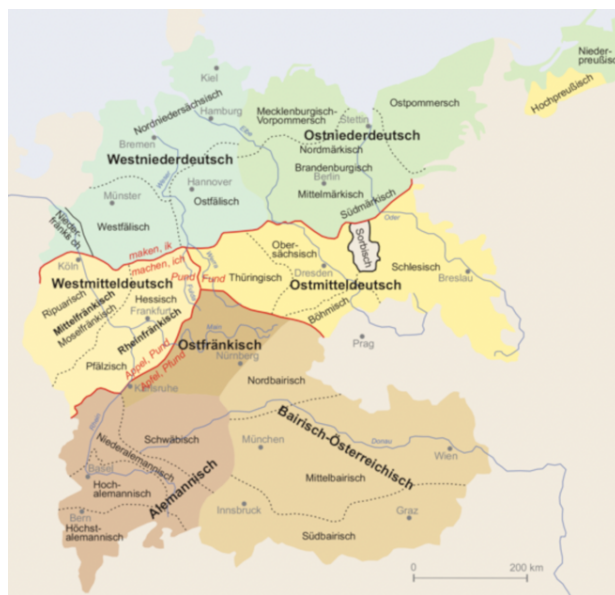 Nieder-
preußisch
Hochpreußisch
Kiel
Nordniedersächsisch
Hamburg
Mecklenburgisch-
Vorpommersch
Ostpommersch
Stettin
Elbe
Bremen
Ostniederdeutsch
Westniederdeutsch
Nordmärkisch
Brandenburgisch
Berlin
Mittelmärkisch
Weser
Hannover
Münster
Ostfälisch
Westfälisch
Südmärkisch
Oder
Sorbisch
maken, ik
machen, ich
Köln
Ober-
sächsisch
Schlesisch
Westmitteldeutsch
Pund
Fund
Thüringisch
Dresden
Breslau
Ostmitteldeutsch
Ripuarisch
Mittelfränkisch
Moselfränkisch
Hessisch
Frankfurt
Rheinfränkisch
Böhmisch
Main
Ostfränkisch
Prag
Appel, Pund
Apfel, Pfund
Nürnberg
Pfälzisch
Karlsruhe
Nordbairisch
Rhein
Schwäbisch
Niederalemannisch
Bairisch-Österreichisch
München
Donau
Wien
Basel
Hoch-
alemannisch
Alemannisch
Mittelbairisch
Bern
Höchst-
alemannisch
Innsbruck
Graz
Südbairisch
0
200 km